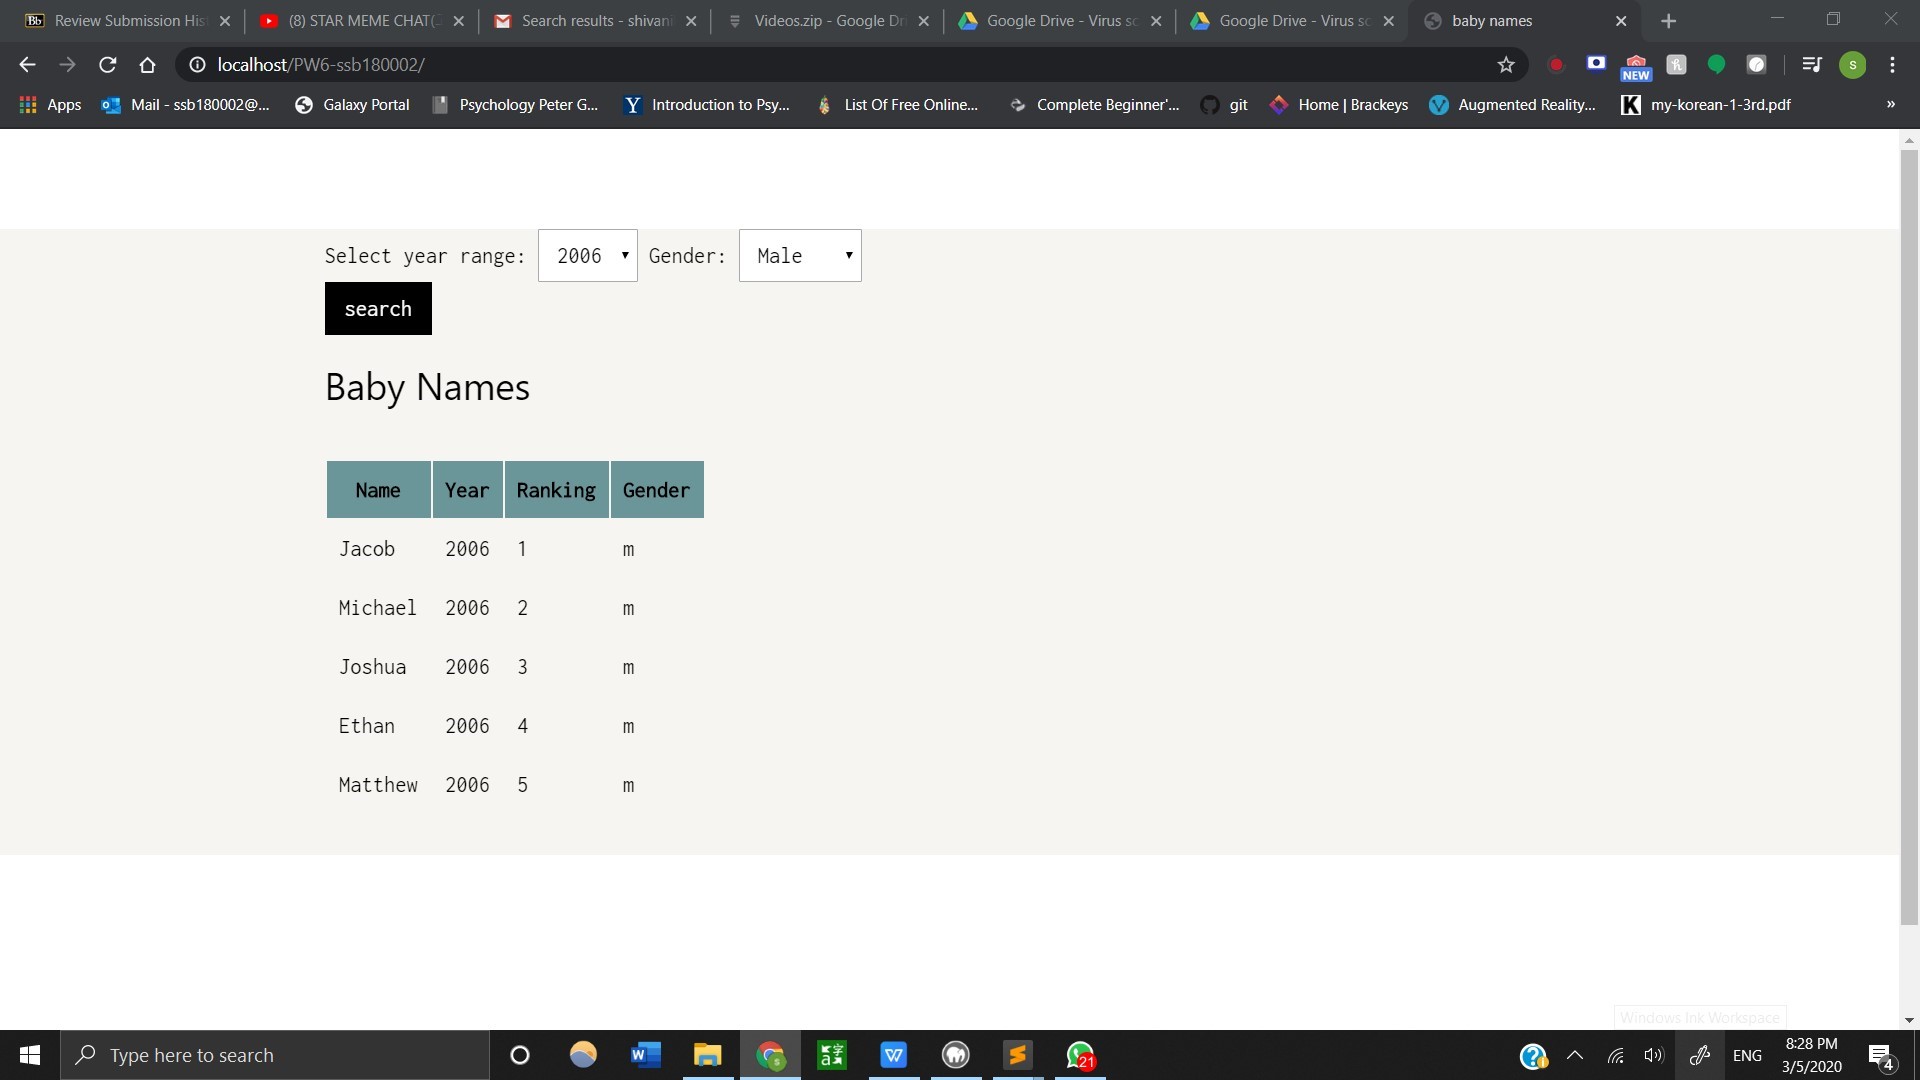 Review Submission His
(8) STAR MEME CHAT(
Search results - shivani
Videos.zip - Google Dri
Google Drive - Virus sc
Google Drive - Virus sc
baby names
localhost/PW6-ssb180002/
NEW
s
Apps
Mail - ssb180002@...
Galaxy Portal
Psychology Peter G...
Introduction to Psy...
List Of Free Online...
Complete Beginner'...
git
Home | Brackeys
Augmented Reality...
my-korean-1-3rd.pdf
»
Select year range: 2006 Gender: Male
search
Baby Names
Name Year Ranking Gender
Jacob 2006 1 m
Michael 2006 2 m
Joshua 2006 3 m
Ethan 2006 4 m
Matthew 2006 5 m
Windows Ink Workspace
Type here to search
21
ENG
8:28 PM
3/5/2020
4